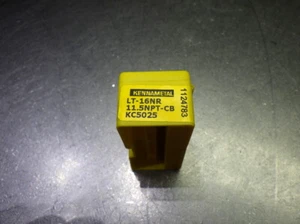 KENNAMETAL
LT-16NR
11.5NPT-CB
KC5025
1124783